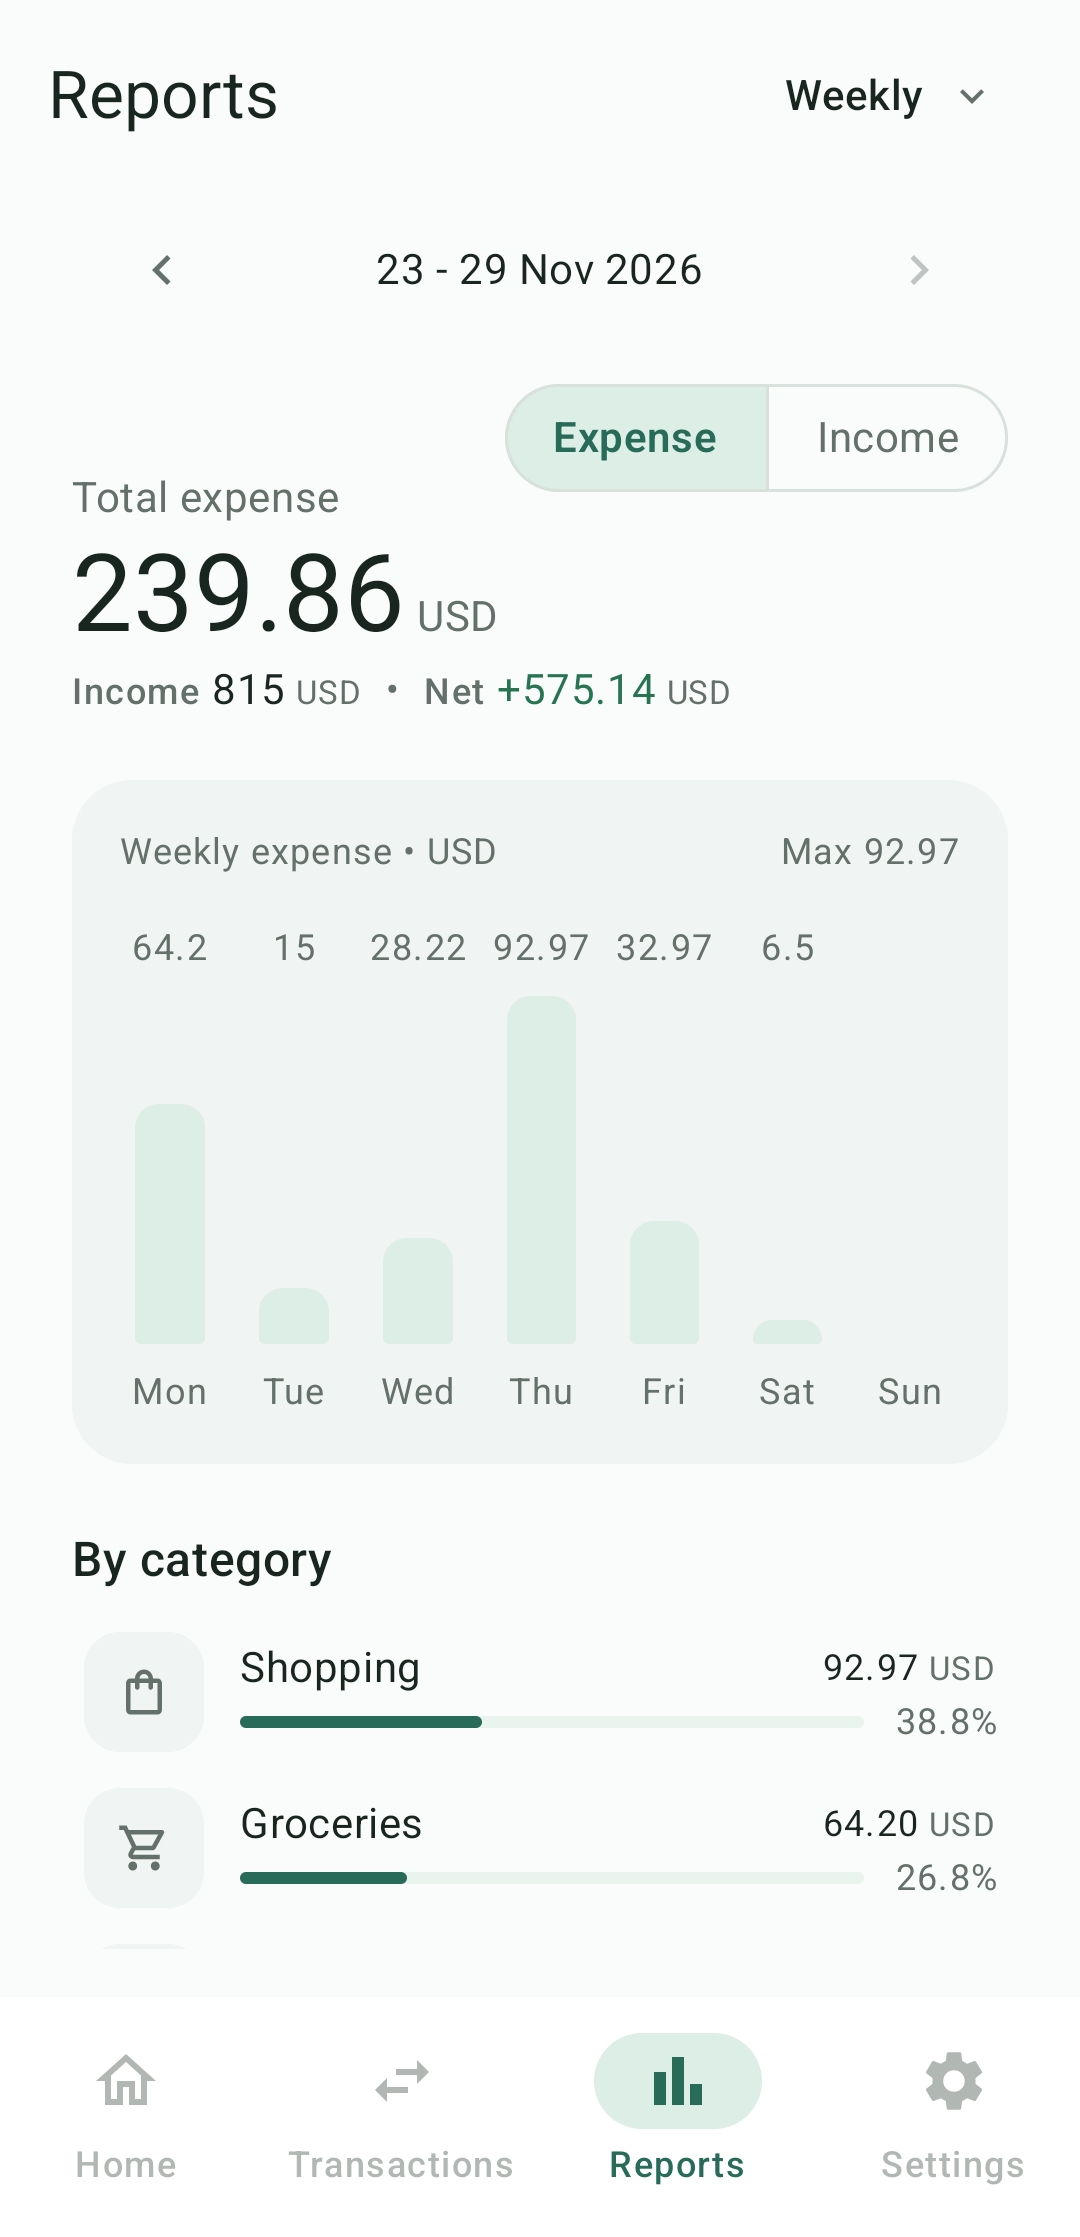 Reports
Weekly
23 - 29 Nov 2026
Expense
Income
Total expense
239.86 USD
Income 815 USD • Net +575.14 USD
Weekly expense • USD
Max 92.97
64.2 15 28.22 92.97 32.97 6.5
Mon Tue Wed Thu Fri Sat Sun
By category
Shopping
92.97 USD
38.8%
Groceries
64.20 USD
26.8%
Home
Transactions
Reports
Settings